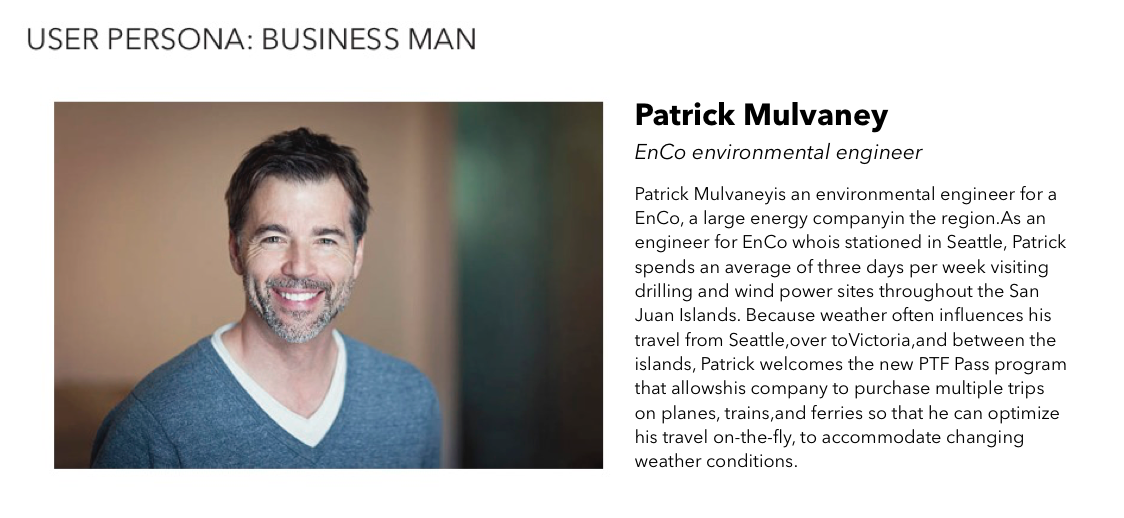 USER PERSONA: BUSINESS MAN
Patrick Mulvaney
EnCo environmental engineer
Patrick Mulvaneyis an environmental engineer for a
EnCo, a large energy companyin the region.As an
engineer for EnCo whois stationed in Seattle, Patrick
spends an average of three days per week visiting
drilling and wind power sites throughout the San
Juan Islands. Because weather often influences his
travel from Seattle,over toVictoria,and between the
islands, Patrick welcomes the new PTF Pass program
that allowshis company to purchase multiple trips
on planes, trains,and ferries so that he can optimize
his travel on-the-fly, to accommodate changing
weather conditions.